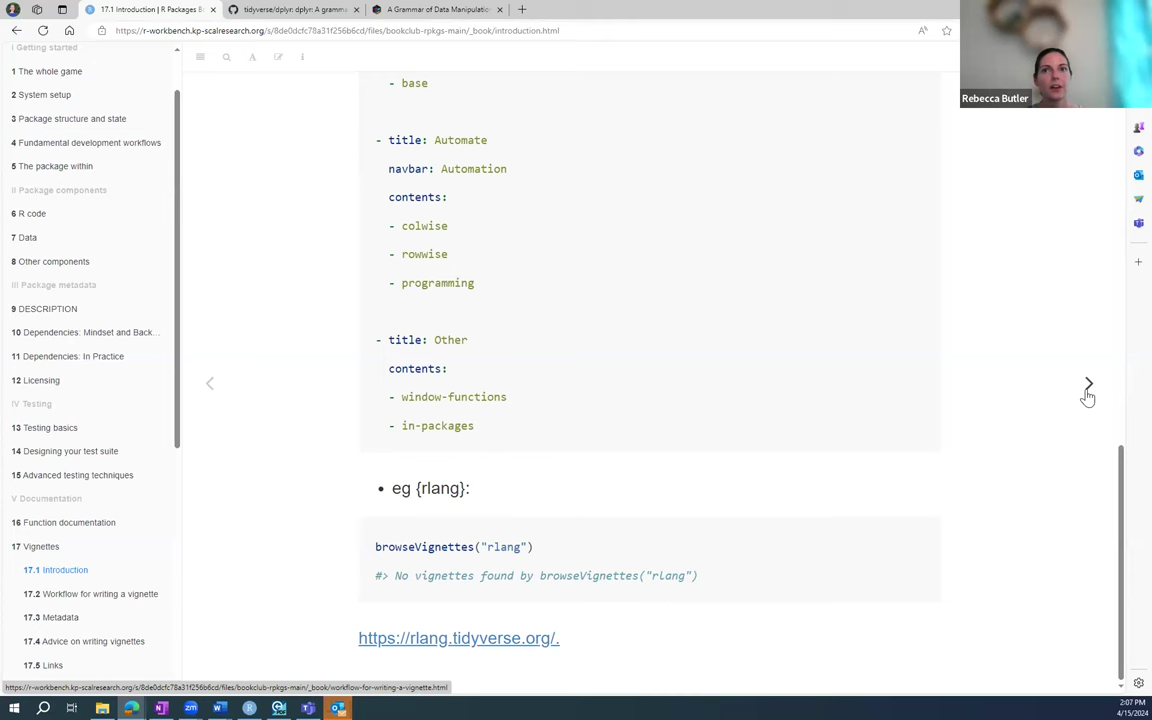 17.1 Introduction | R Packages B
tidyverse/dplyr: dplyr: A gramma
A Grammar of Data Manipulation
https://r-workbench.kp-scalresearch.org/s/8de0dcfc78a31f256b6cd/files/bookclub-rpkgs-main/_book/introduction.html
I Getting started
1 The whole game
2 System setup
3 Package structure and state
4 Fundamental development workflows
5 The package within
II Package components
6 R code
7 Data
8 Other components
III Package metadata
9 DESCRIPTION
10 Dependencies: Mindset and Back...
11 Dependencies: In Practice
12 Licensing
IV Testing
13 Testing basics
14 Designing your test suite
15 Advanced testing techniques
V Documentation
16 Function documentation
17 Vignettes
17.1 Introduction
17.2 Workflow for writing a vignette
17.3 Metadata
17.4 Advice on writing vignettes
17.5 Links
- base
- title: Automate
navbar: Automation
contents:
- colwise
- rowwise
- programming
- title: Other
contents:
- window-functions
- in-packages
• eg {rlang}:
browseVignettes("rlang")
#> No vignettes found by browseVignettes("rlang")
https://rlang.tidyverse.org/.
Rebecca Butler
https://r-workbench.kp-scalresearch.org/s/8de0dcfc78a31f256b6cd/files/bookclub-rpkgs-main/_book/workflow-for-writing-a-vignette.html
2:07 PM
4/15/2024